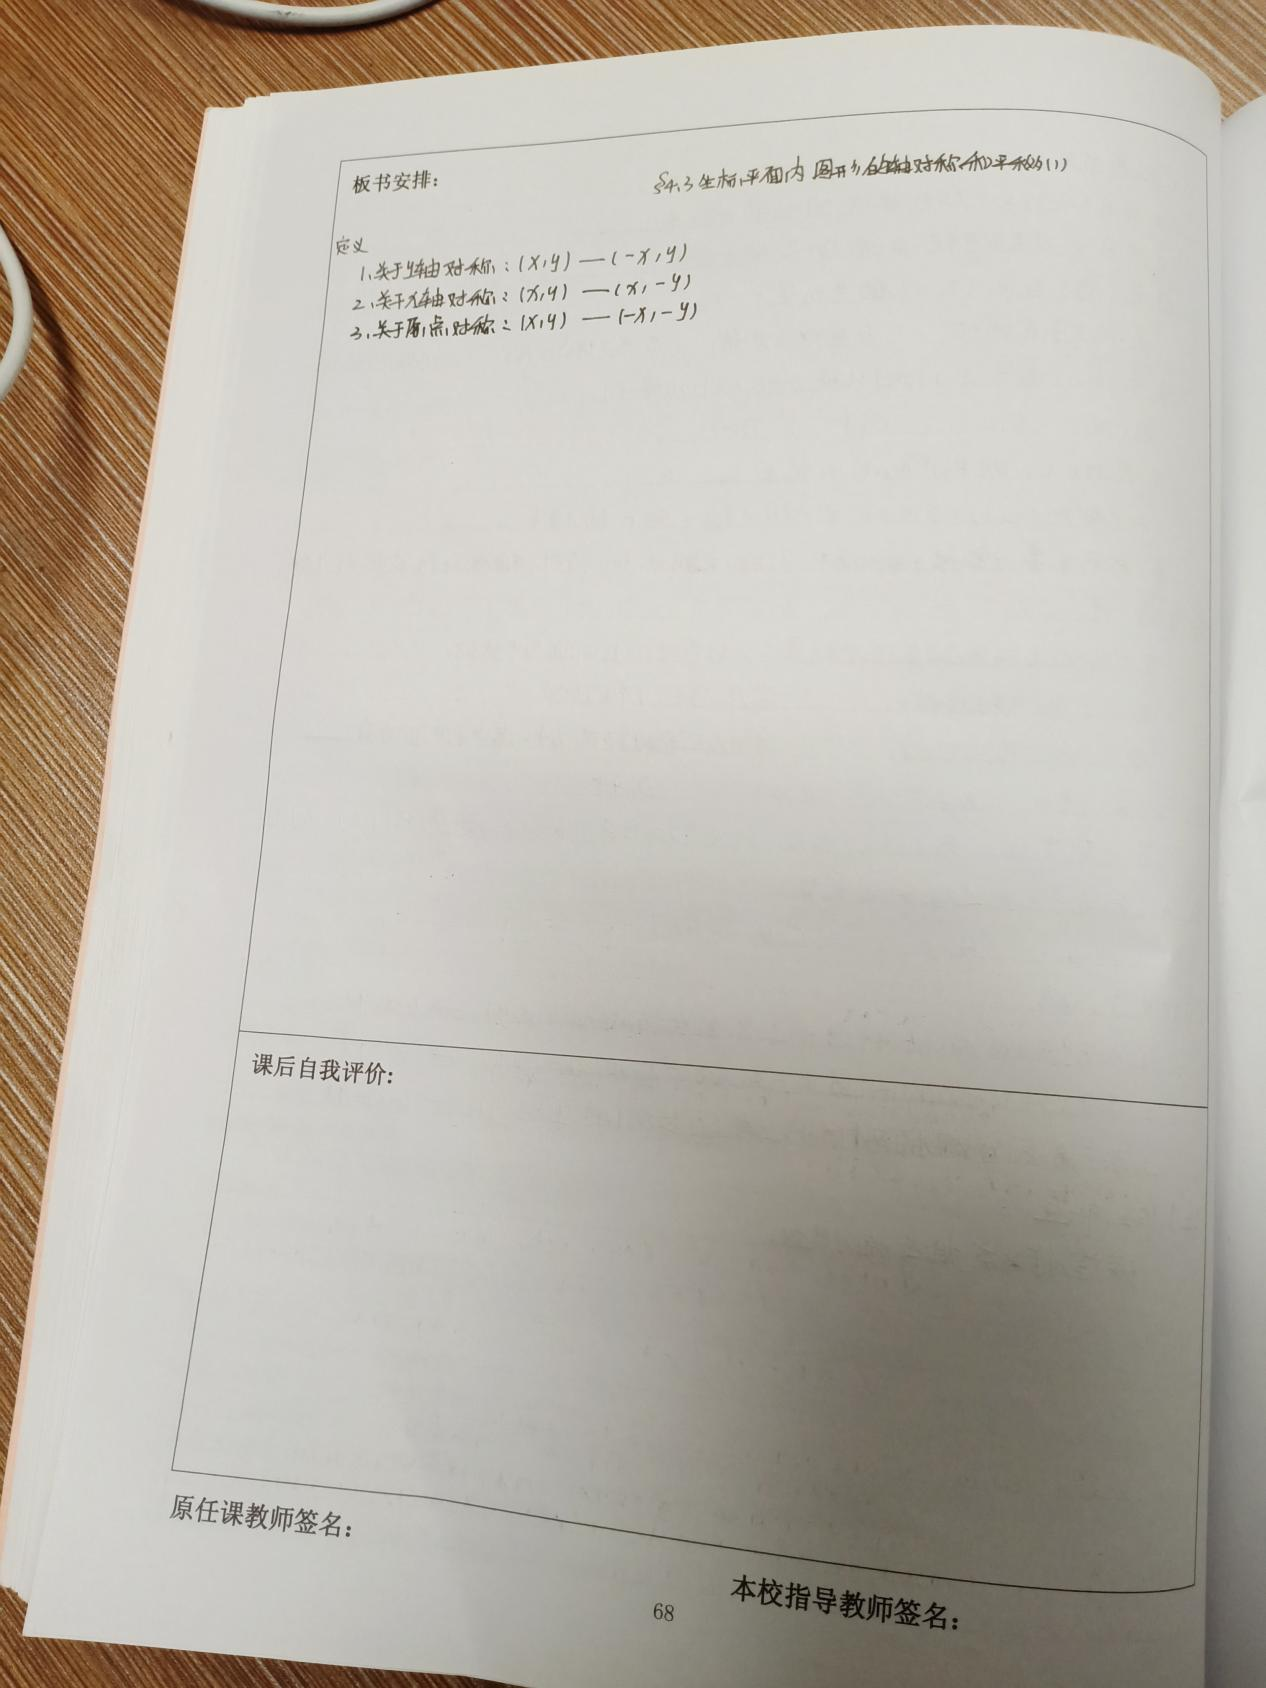 板书安排:
§4.3坐标平面内图形的轴对称和平移(1)
定义
1、关于y轴对称:(x,y)—(-x,y)
2、关于x轴对称:(x,y)—(x,-y)
3、关于原点对称:(x,y)—(-x,-y)
课后自我评价:
原任课教师签名:
本校指导教师签名:
68